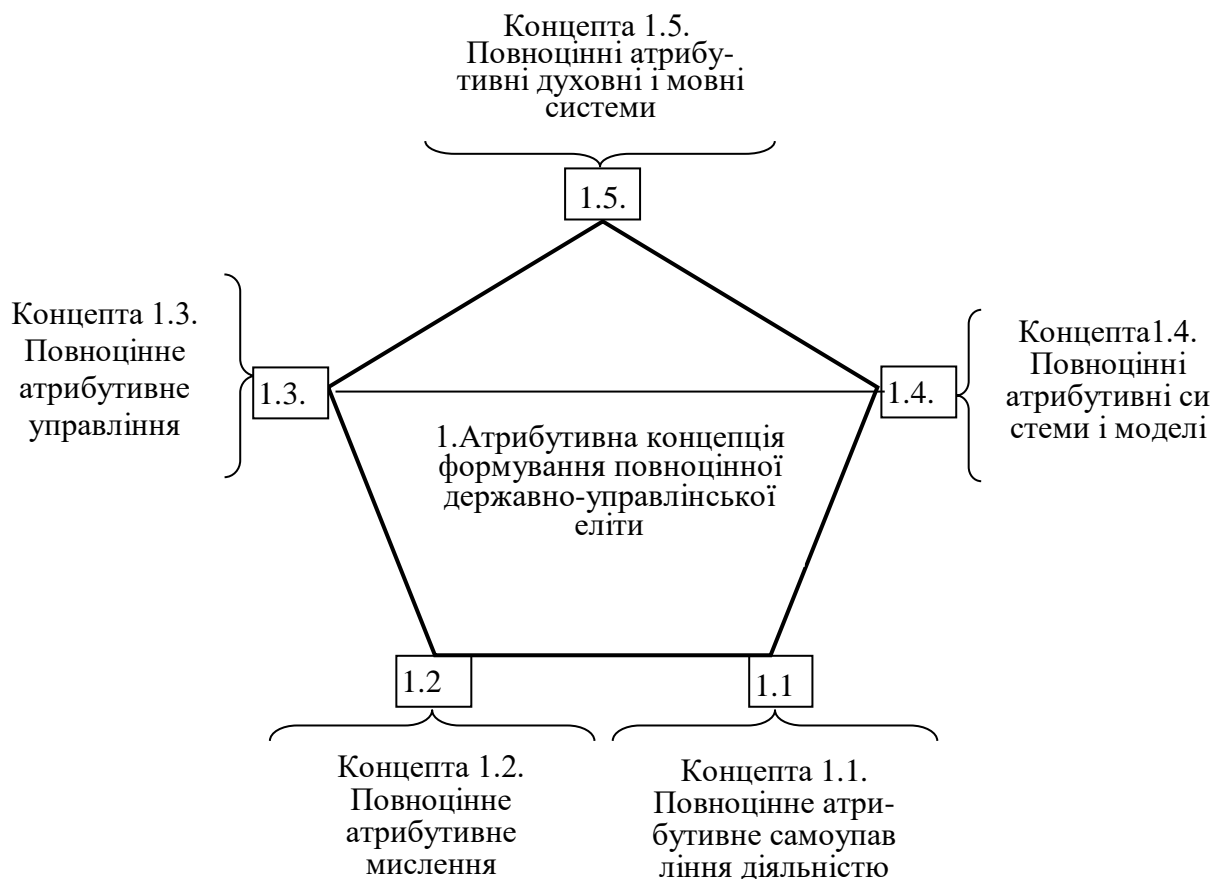 Концепта 1.5.
Повноцінні атрибу-
тивні духовні і мовні
системи
1.5.
Концепта 1.3.
Повноцінне
атрибутивне
управління
1.3.
1.4.
Концепта1.4.
Повноцінні
атрибутивні си
стеми і моделі
1.Атрибутивна концепція
формування повноцінної
державно-управлінської
еліти
1.2
1.1
Концепта 1.2.
Повноцінне
атрибутивне
мислення
Концепта 1.1.
Повноцінне атри-
бутивне самоупав
ління діяльністю